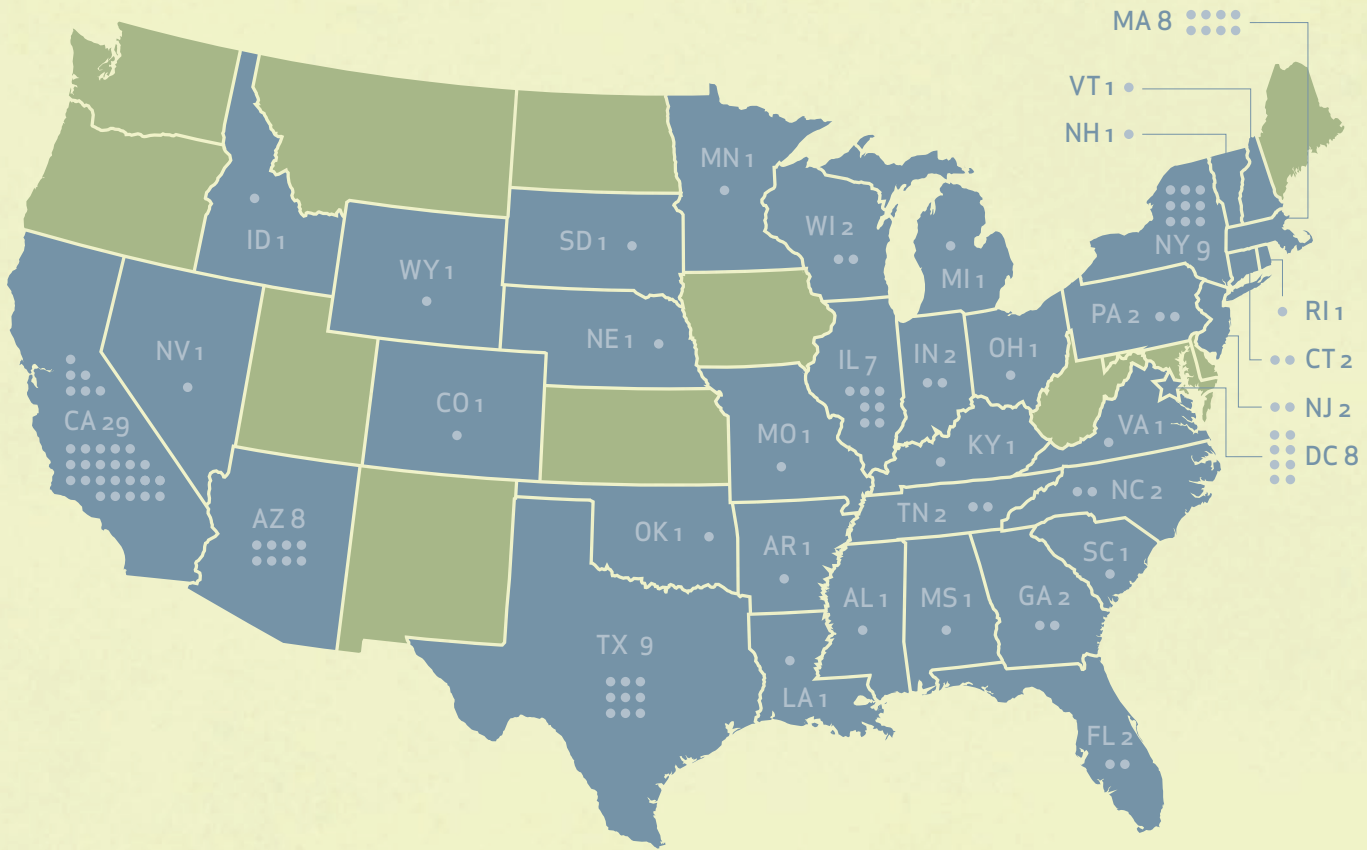 MA 8
VT 1
NH 1
MN 1
WI 2
MI 1
NY 9
ID 1
SD 1
WY 1
NE 1
PA 2
RI 1
NV 1
IL 7
IN 2
OH 1
CT 2
CA 29
CO 1
NJ 2
MO 1
KY 1
VA 1
DC 8
AZ 8
OK 1
AR 1
TN 2
NC 2
SC 1
TX 9
AL 1
MS 1
GA 2
LA 1
FL 2